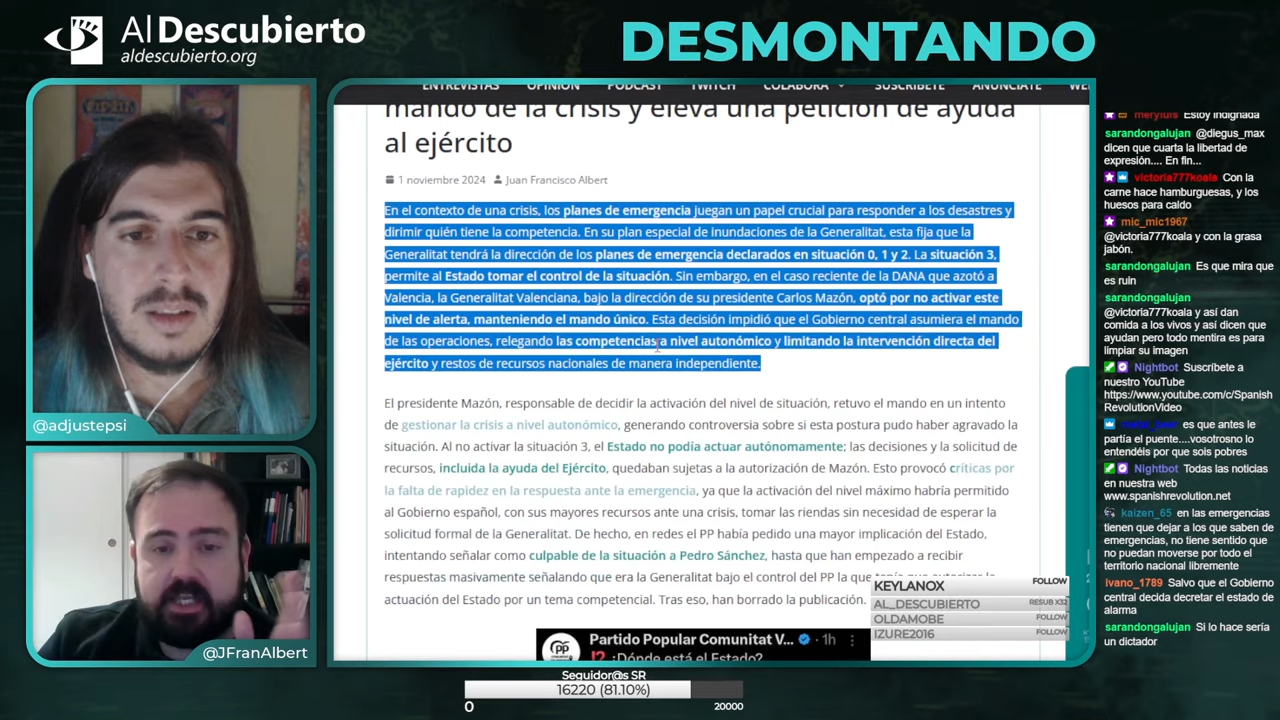 Al Descubierto
aldescubierto.org
DESMONTANDO
@adjustepsi
@JFranAlbert
ENTREVISTAS OPINIÓN PODCAST TWITCH COLABORA SUSCRÍBETE ANÚNCIATE
mando de la crisis y eleva una petición de ayuda
al ejército
1 noviembre 2024 Juan Francisco Albert
En el contexto de una crisis, los planes de emergencia juegan un papel crucial para responder a los desastres y
dirimir quién tiene la competencia. En su plan especial de inundaciones de la Generalitat, esta fija que la
Generalitat tendrá la dirección de los planes de emergencia declarados en situación 0, 1 y 2. La situación 3,
permite al Estado tomar el control de la situación. Sin embargo, en el caso reciente de la DANA que azotó a
Valencia, la Generalitat Valenciana, bajo la dirección de su presidente Carlos Mazón, optó por no activar este
nivel de alerta, manteniendo el mando único. Esta decisión impidió que el Gobierno central asumiera el mando
de las operaciones, relegando las competencias a nivel autonómico y limitando la intervención directa del
ejército y restos de recursos nacionales de manera independiente.
El presidente Mazón, responsable de decidir la activación del nivel de situación, retuvo el mando en un intento
de gestionar la crisis a nivel autonómico, generando controversia sobre si esta postura pudo haber agravado la
situación. Al no activar la situación 3, el Estado no podía actuar autónomamente; las decisiones y la solicitud de
recursos, incluida la ayuda del Ejército, quedaban sujetas a la autorización de Mazón. Esto provocó críticas por
la falta de rapidez en la respuesta ante la emergencia, ya que la activación del nivel máximo habría permitido
al Gobierno español, con sus mayores recursos ante una crisis, tomar las riendas sin necesidad de esperar la
solicitud formal de la Generalitat. De hecho, en redes el PP había pedido una mayor implicación del Estado,
intentando señalar como culpable de la situación a Pedro Sánchez, hasta que han empezado a recibir
respuestas masivamente señalando que era la Generalitat bajo el control del PP la que
actuación del Estado por un tema competencial. Tras eso, han borrado la publicación.
Partido Popular Comunitat V... 1h
¿Dónde está el Estado?
KEYLANOX FOLLOW
AL_DESCUBIERTO RESUB X32
OLDAMOBE FOLLOW
IZURE2016 FOLLOW
meryluis Estoy indignada
sarandongalujan @diegus_max
dicen que cuarta la libertad de
expresión.... En fin...
victoria777koala Con la
carne hace hamburguesas, y los
huesos para caldo
mic_mic1967
@victoria777koala y con la grasa
jabón.
sarandongalujan Es que mira que
es ruin
sarandongalujan
@victoria777koala y así dan
comida a los vivos y así dicen que
ayudan pero todo mentira es para
limpiar su imagen
Nightbot Suscríbete a
nuestro YouTube
https://www.youtube.com/c/Spanish
RevolutionVideo
es que antes le
partía el puente....vosotrosno lo
entendéis por que sois pobres
Nightbot Todas las noticias
en nuestra web
www.spanishrevolution.net
kaizen_65 en las emergencias
tienen que dejar a los que saben de
emergencias, no tiene sentido que
no puedan moverse por todo el
territorio nacional libremente
Ivano_1789 Salvo que el Gobierno
central decida decretar el estado de
alarma
sarandongalujan Si lo hace sería
un dictador
Seguidor@s SR
16220 (81.10%)
0 20000